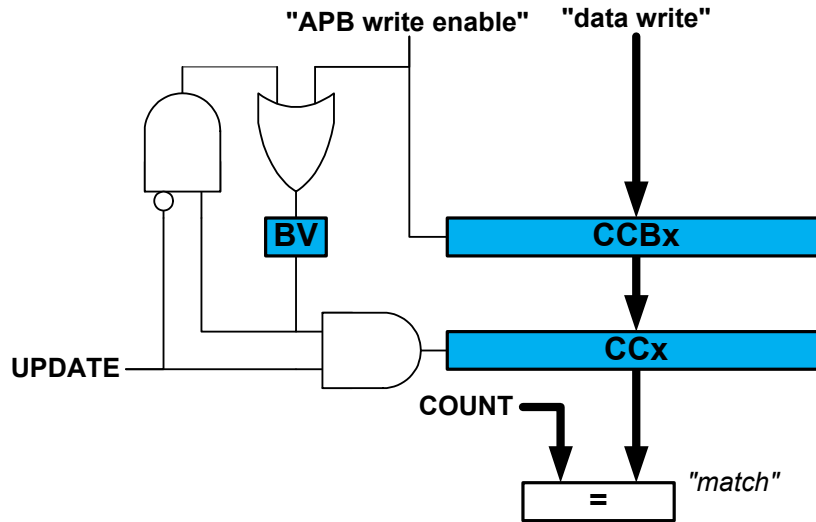 "APB write enable"
"data write"
BV
CCBx
UPDATE
CCx
COUNT
=
"match"